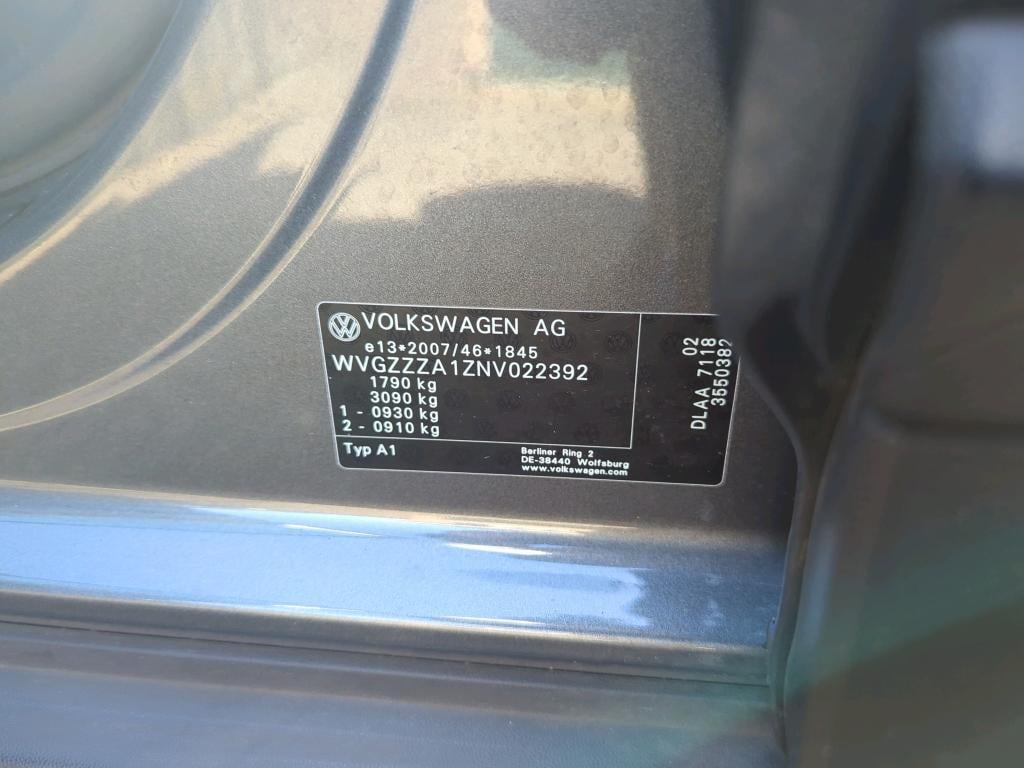 VOLKSWAGEN AG
e13*2007/46*1845
WVGZZZA1ZNV022392
1790 kg
3090 kg
1 - 0930 kg
2 - 0910 kg
Typ A1
Berliner Ring 2
DE-38440 Wolfsburg
www.volkswagen.com
02
DLAA 7118
3550382